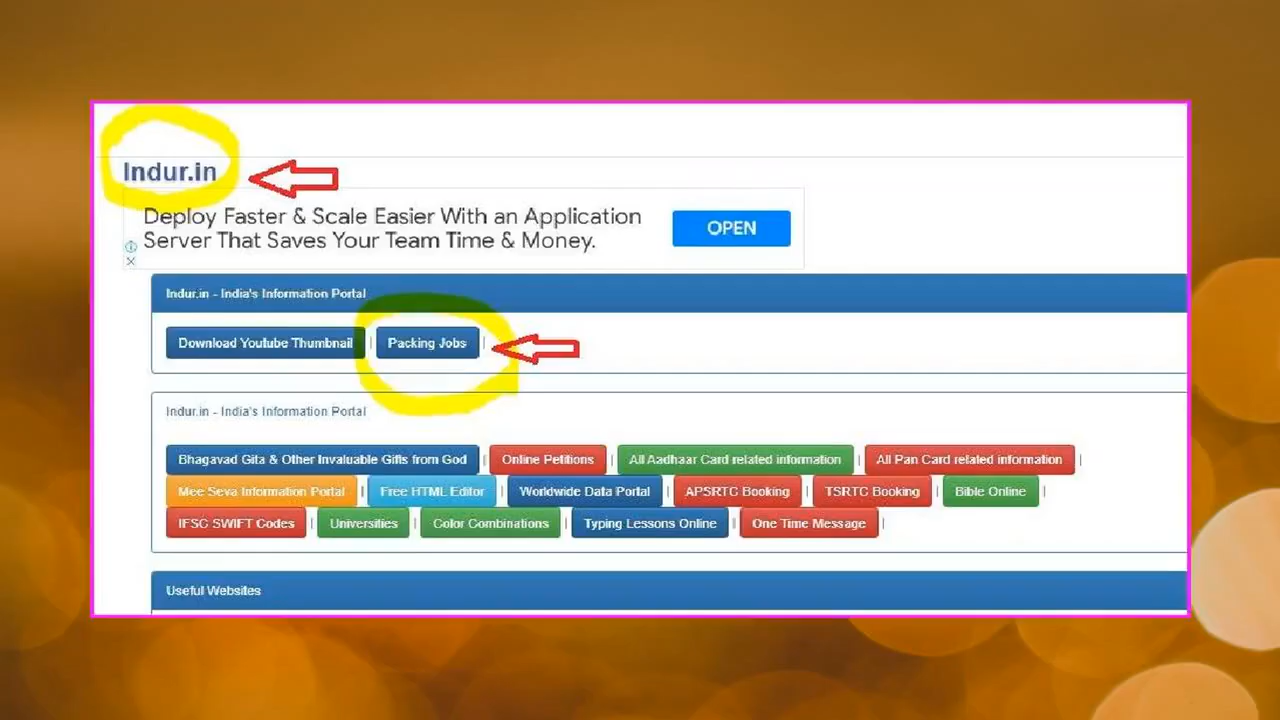 Indur.in
Deploy Faster & Scale Easier With an Application
Server That Saves Your Team Time & Money.
OPEN
Indur.in - India's Information Portal
Download Youtube Thumbnail | Packing Jobs |
Indur.in - India's Information Portal
Bhagavad Gita & Other Invaluable Gifts from God | Online Petitions | All Aadhaar Card related information | All Pan Card related information |
Mee Seva Information Portal | Free HTML Editor | Worldwide Data Portal | APSRTC Booking | TSRTC Booking | Bible Online |
IFSC SWIFT Codes | Universities | Color Combinations | Typing Lessons Online | One Time Message |
Useful Websites